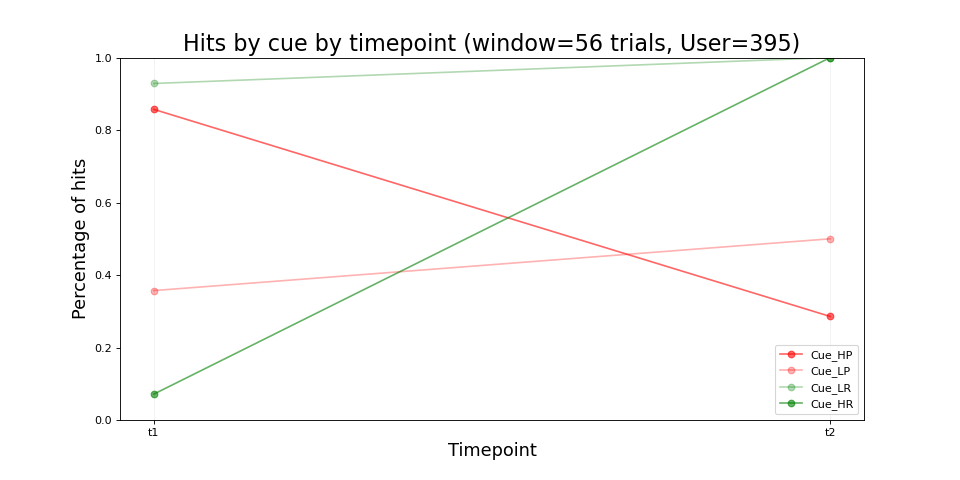 Hits by cue by timepoint (window=56 trials, User=395)
Percentage of hits
1.0
0.8
0.6
0.4
0.2
0.0
t1
t2
Timepoint
Cue_HP
Cue_LP
Cue_LR
Cue_HR